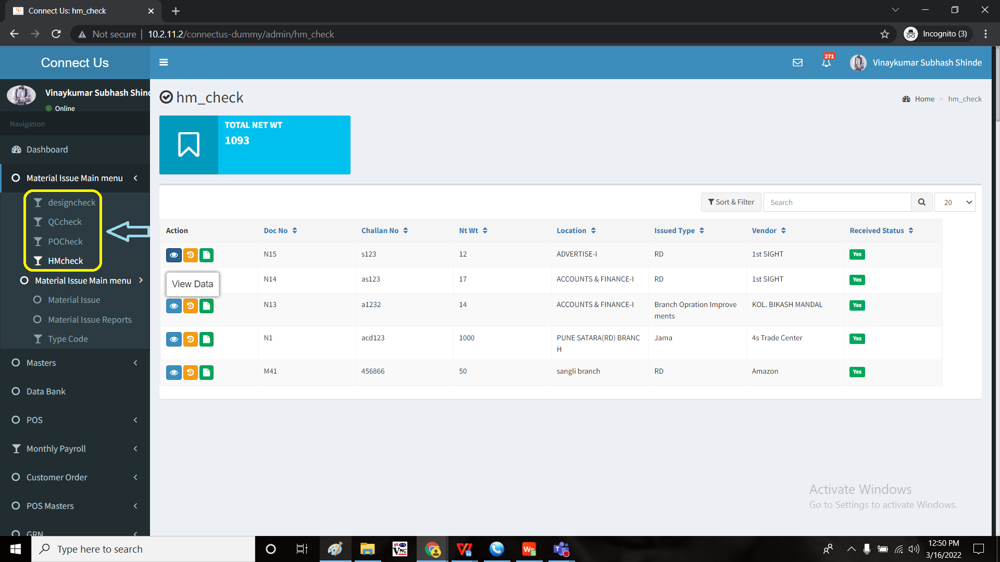 Connect Us: hm_check
Not secure
10.2.11.2/connectus-dummy/admin/hm_check
Incognito (3)
Connect Us
271
Vinaykumar Subhash Shinde
Vinaykumar Subhash Shind
Online
Navigation
Dashboard
Material Issue Main menu
designcheck
QCcheck
POCheck
HMcheck
Material Issue Main menu
Material Issue
Material Issue Reports
Type Code
Masters
Data Bank
POS
Monthly Payroll
Customer Order
POS Masters
GRN
hm_check
Home > hm_check
TOTAL NET WT
1093
Sort & Filter
Search
20
Action Doc No Challan No Nt Wt Location Issued Type Vendor Received Status
N15 s123 12 ADVERTISE-I RD 1st SIGHT Yes
View Data
N14 as123 17 ACCOUNTS & FINANCE-I RD 1st SIGHT Yes
N13 a1232 14 ACCOUNTS & FINANCE-I Branch Opration Improve KOL. BIKASH MANDAL Yes
ments
N1 acd123 1000 PUNE SATARA(RD) BRANC Jama 4s Trade Center Yes
H
M41 456866 50 sangli branch RD Amazon Yes
Activate Windows
Go to Settings to activate Windows.
Type here to search
12:50 PM
3/16/2022